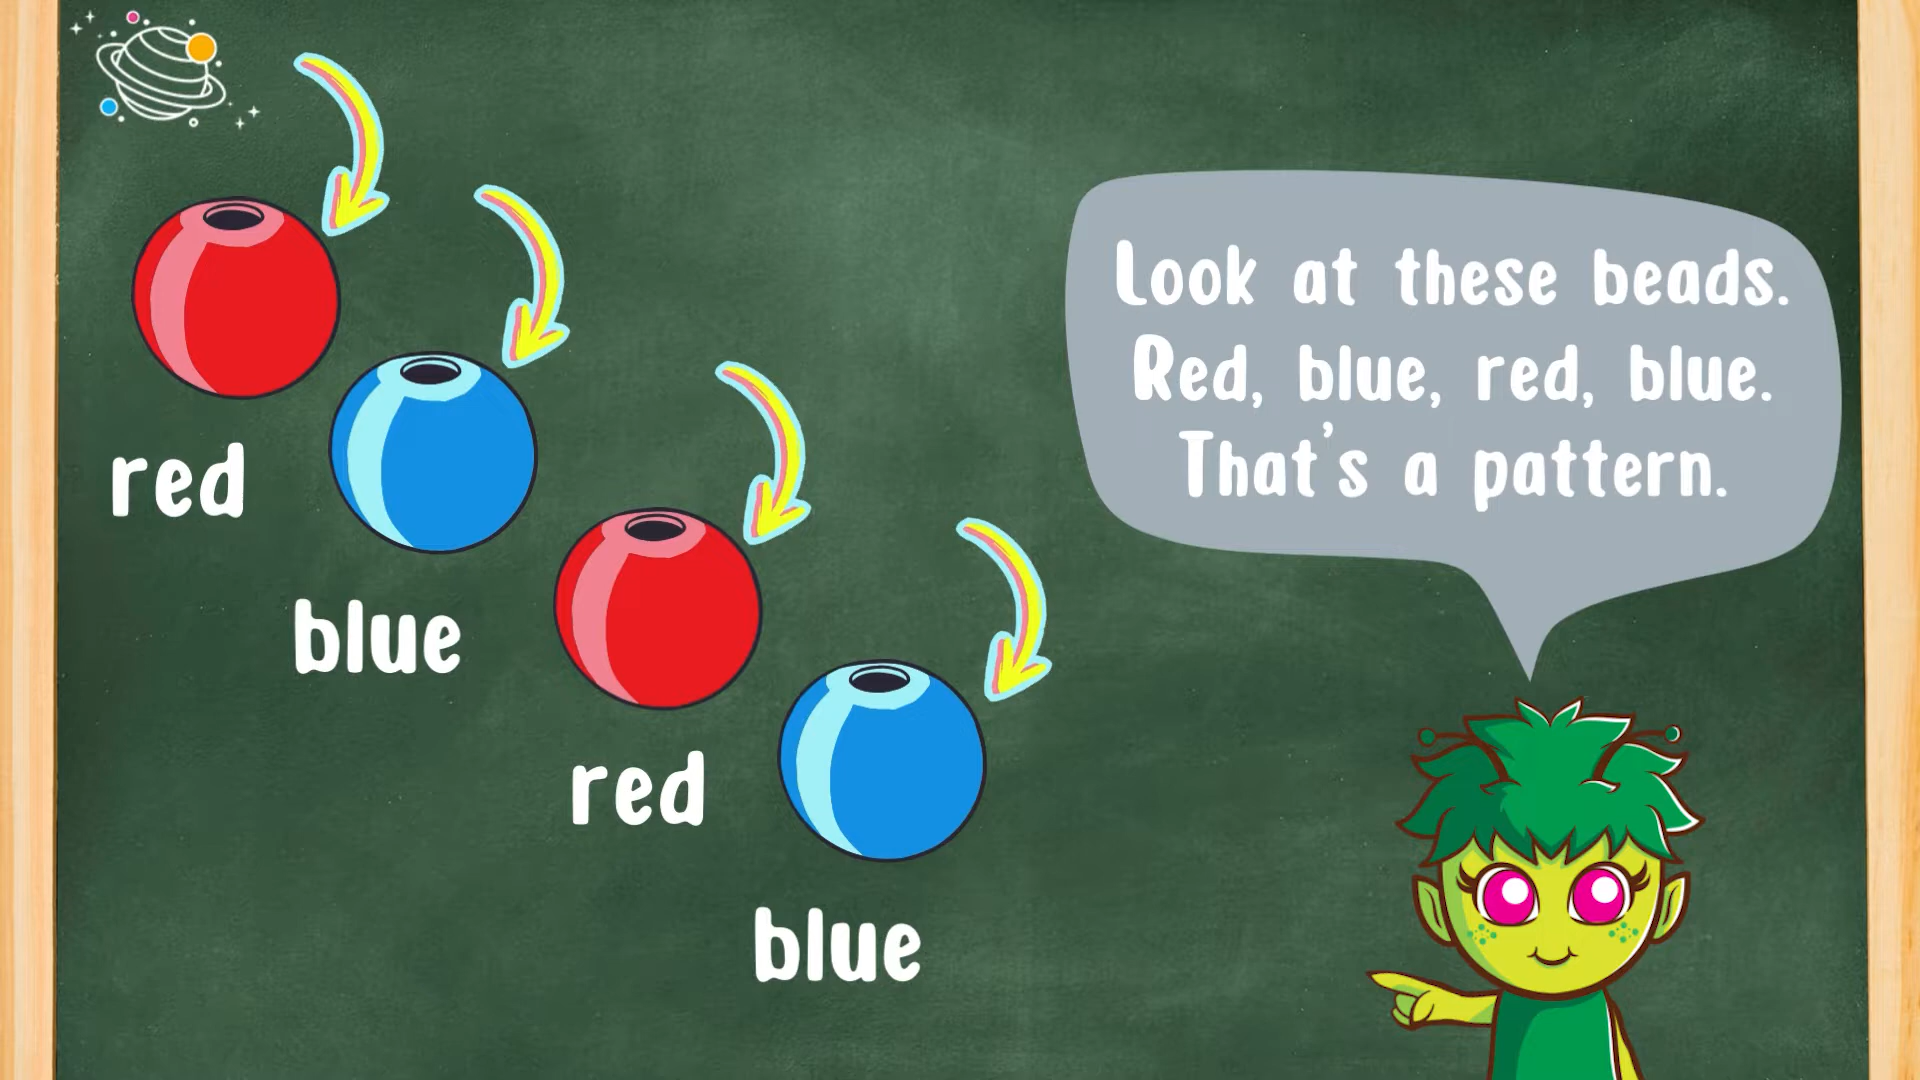 Look at these beads.
Red, blue, red, blue.
That's a pattern.
red
blue
red
blue